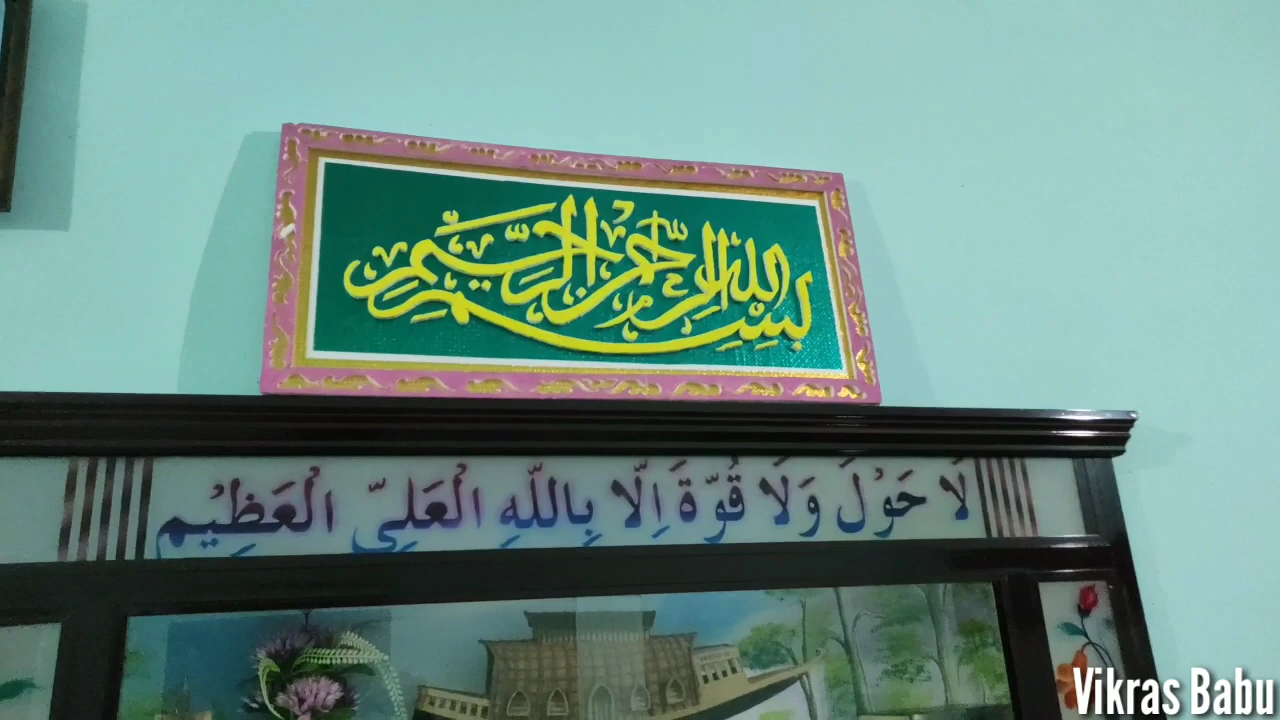 بسم الله الرحمن الرحيم
لَا حَوْلَ وَلَا قُوَّةَ اِلَّا بِاللّٰهِ الْعَلِيِّ الْعَظِيْمِ
Vikras Babu